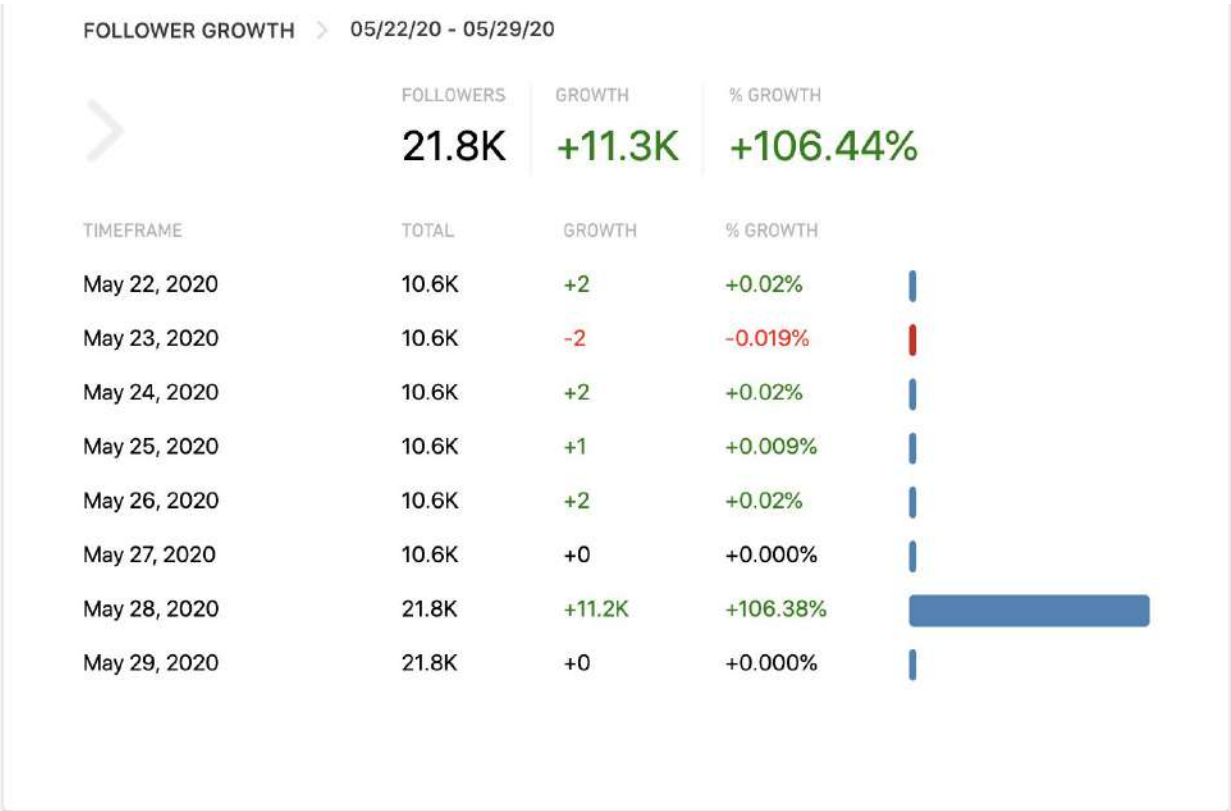 FOLLOWER GROWTH > 05/22/20 - 05/29/20
FOLLOWERS GROWTH % GROWTH
21.8K +11.3K +106.44%
TIMEFRAME TOTAL GROWTH % GROWTH
May 22, 2020 10.6K +2 +0.02%
May 23, 2020 10.6K -2 -0.019%
May 24, 2020 10.6K +2 +0.02%
May 25, 2020 10.6K +1 +0.009%
May 26, 2020 10.6K +2 +0.02%
May 27, 2020 10.6K +0 +0.000%
May 28, 2020 21.8K +11.2K +106.38%
May 29, 2020 21.8K +0 +0.000%